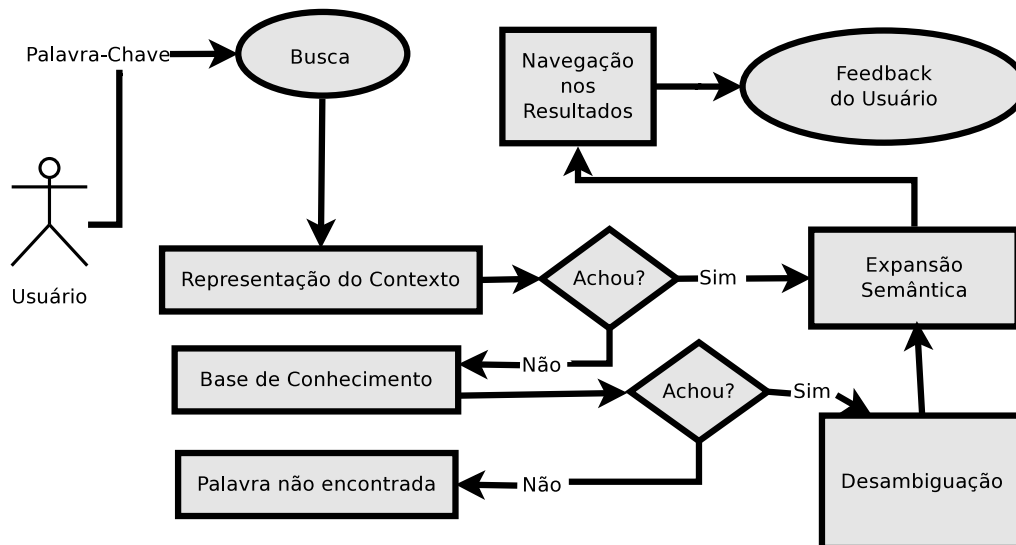 Palavra-Chave
Busca
Navegação
nos
Resultados
Feedback
do Usuário
Usuário
Representação do Contexto
Achou?
Sim
Expansão
Semântica
Não
Base de Conhecimento
Achou?
Sim
Desambiguação
Palavra não encontrada
Não